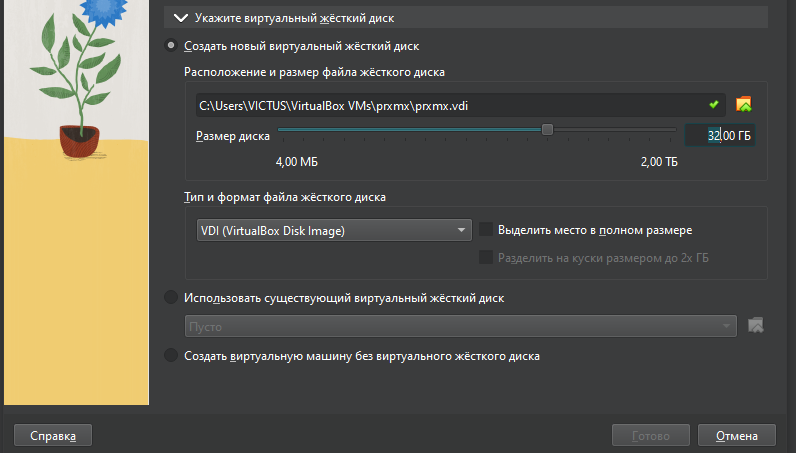 Укажите виртуальный жёсткий диск
Создать новый виртуальный жёсткий диск
Расположение и размер файла жёсткого диска
C:\Users\VICTUS\VirtualBox VMs\prxmx\prxmx.vdi
Размер диска 32,00 ГБ
4,00 МБ 2,00 ТБ
Тип и формат файла жёсткого диска
VDI (VirtualBox Disk Image) Выделить место в полном размере
Разделить на куски размером до 2х ГБ
Использовать существующий виртуальный жёсткий диск
Пусто
Создать виртуальную машину без виртуального жёсткого диска
Справка Готово Отмена